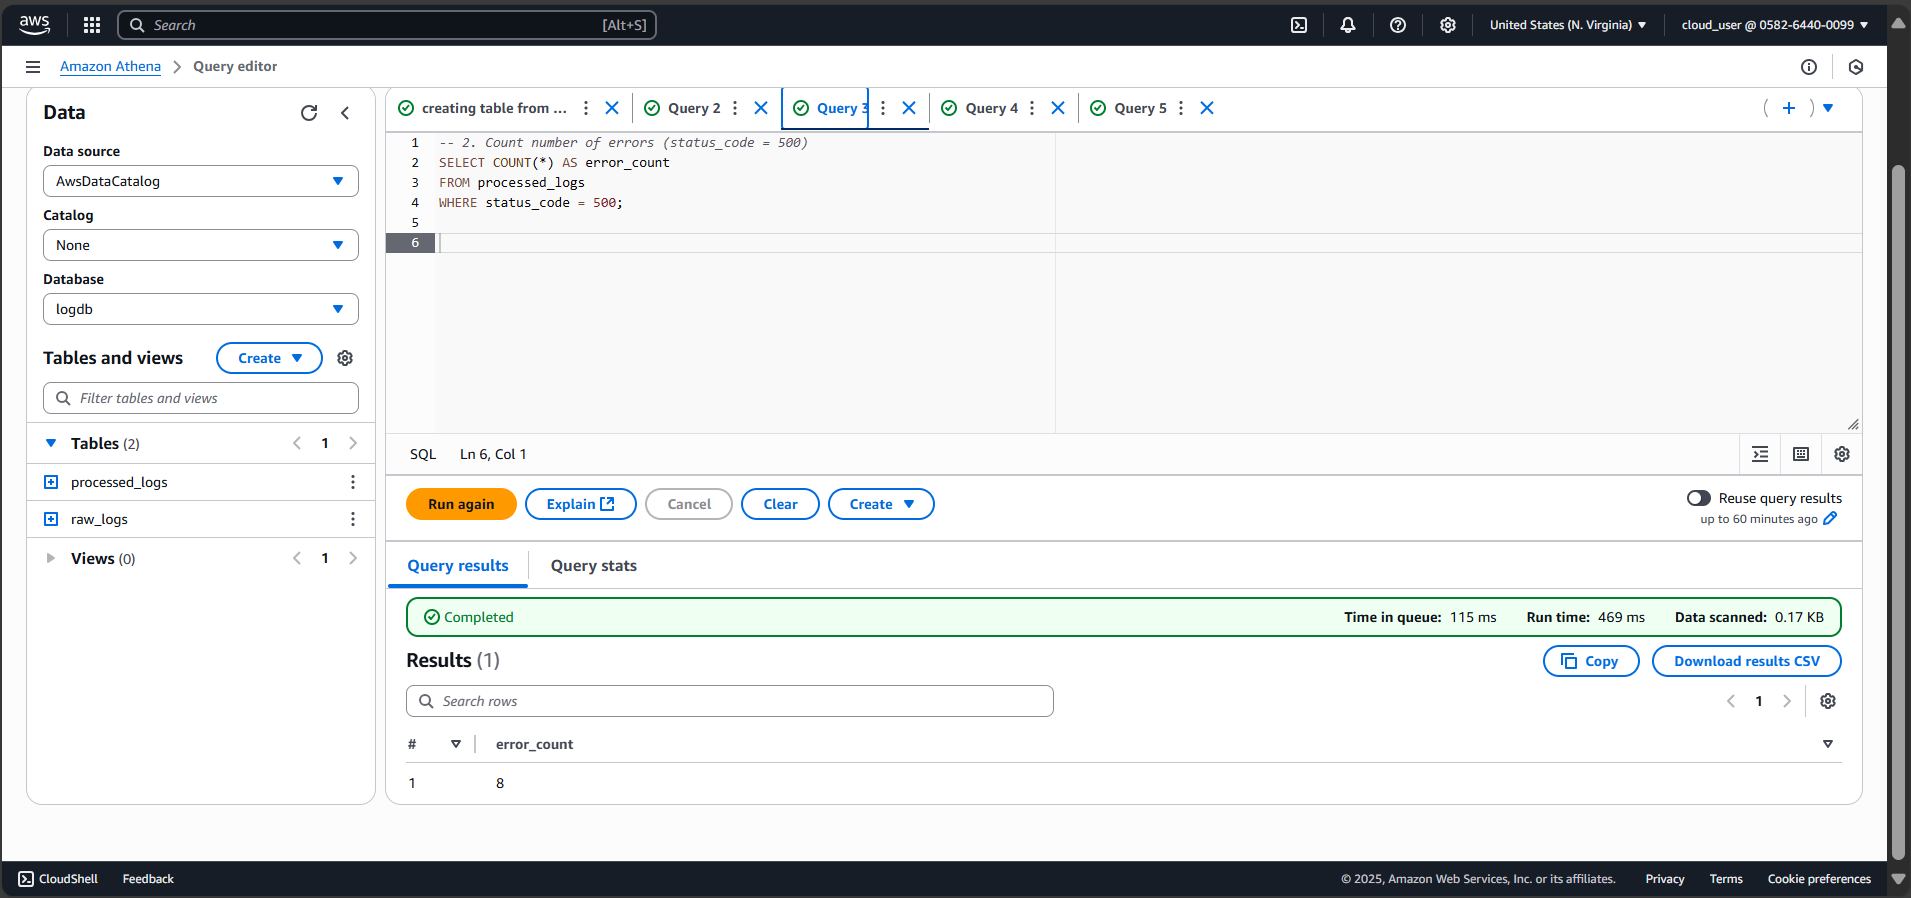 aws
Search
[Alt+S]
United States (N. Virginia)
cloud_user @ 0582-6440-0099
Amazon Athena
Query editor
Data
Data source
AwsDataCatalog
Catalog
None
Database
logdb
Tables and views
Create
Filter tables and views
Tables (2)
1
processed_logs
raw_logs
Views (0)
1
creating table from ...
Query 2
Query 3
Query 4
Query 5
1 -- 2. Count number of errors (status_code = 500)
2 SELECT COUNT(*) AS error_count
3 FROM processed_logs
4 WHERE status_code = 500;
5
6
SQL
Ln 6, Col 1
Run again
Explain
Cancel
Clear
Create
Reuse query results
up to 60 minutes ago
Query results
Query stats
Completed
Time in queue: 115 ms
Run time: 469 ms
Data scanned: 0.17 KB
Results (1)
Copy
Download results CSV
Search rows
1
# error_count
1 8
CloudShell
Feedback
© 2025, Amazon Web Services, Inc. or its affiliates.
Privacy
Terms
Cookie preferences